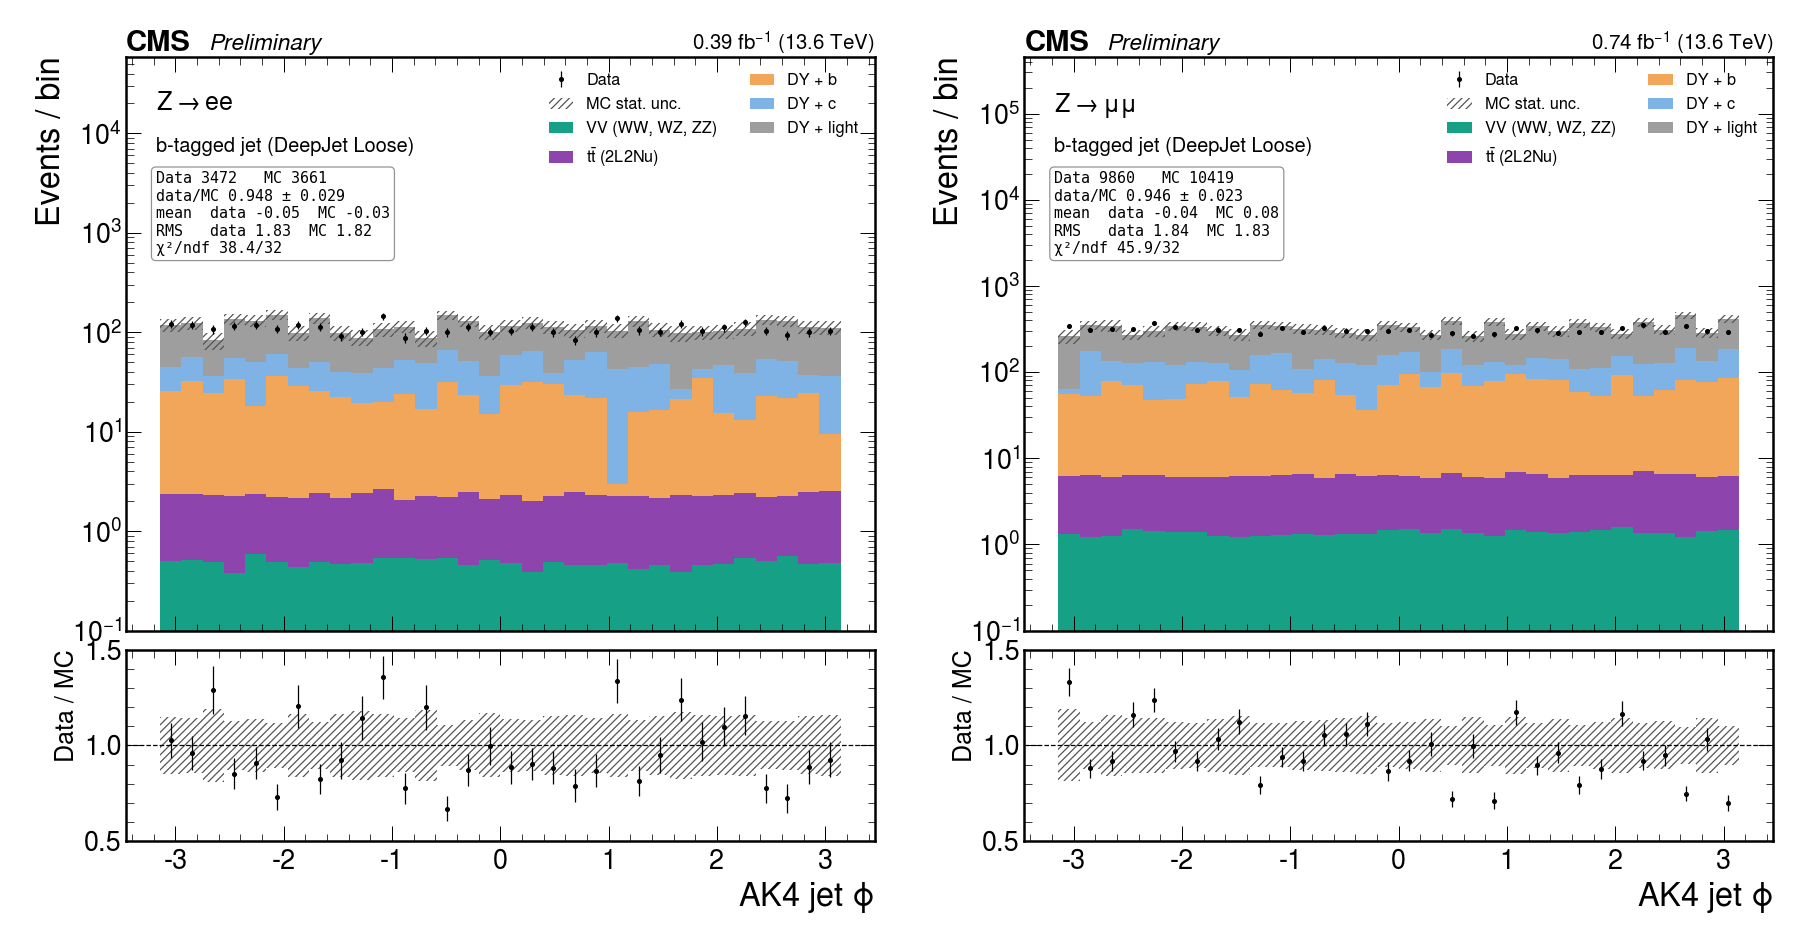 CMS Preliminary 0.39 fb⁻¹ (13.6 TeV)
Events / bin
Z → ee
b-tagged jet (DeepJet Loose)
Data 3472 MC 3661
data/MC 0.948 ± 0.029
mean data -0.05 MC -0.03
RMS data 1.83 MC 1.82
χ²/ndf 38.4/32
Data
MC stat. unc.
VV (WW, WZ, ZZ)
tt̄ (2L2Nu)
DY + b
DY + c
DY + light
10⁴
10³
10²
10¹
10⁰
10⁻¹
Data / MC
1.5
1.0
0.5
-3 -2 -1 0 1 2 3
AK4 jet ϕ
CMS Preliminary 0.74 fb⁻¹ (13.6 TeV)
Events / bin
Z → μμ
b-tagged jet (DeepJet Loose)
Data 9860 MC 10419
data/MC 0.946 ± 0.023
mean data -0.04 MC 0.08
RMS data 1.84 MC 1.83
χ²/ndf 45.9/32
Data
MC stat. unc.
VV (WW, WZ, ZZ)
tt̄ (2L2Nu)
DY + b
DY + c
DY + light
10⁵
10⁴
10³
10²
10¹
10⁰
10⁻¹
Data / MC
1.5
1.0
0.5
-3 -2 -1 0 1 2 3
AK4 jet ϕ